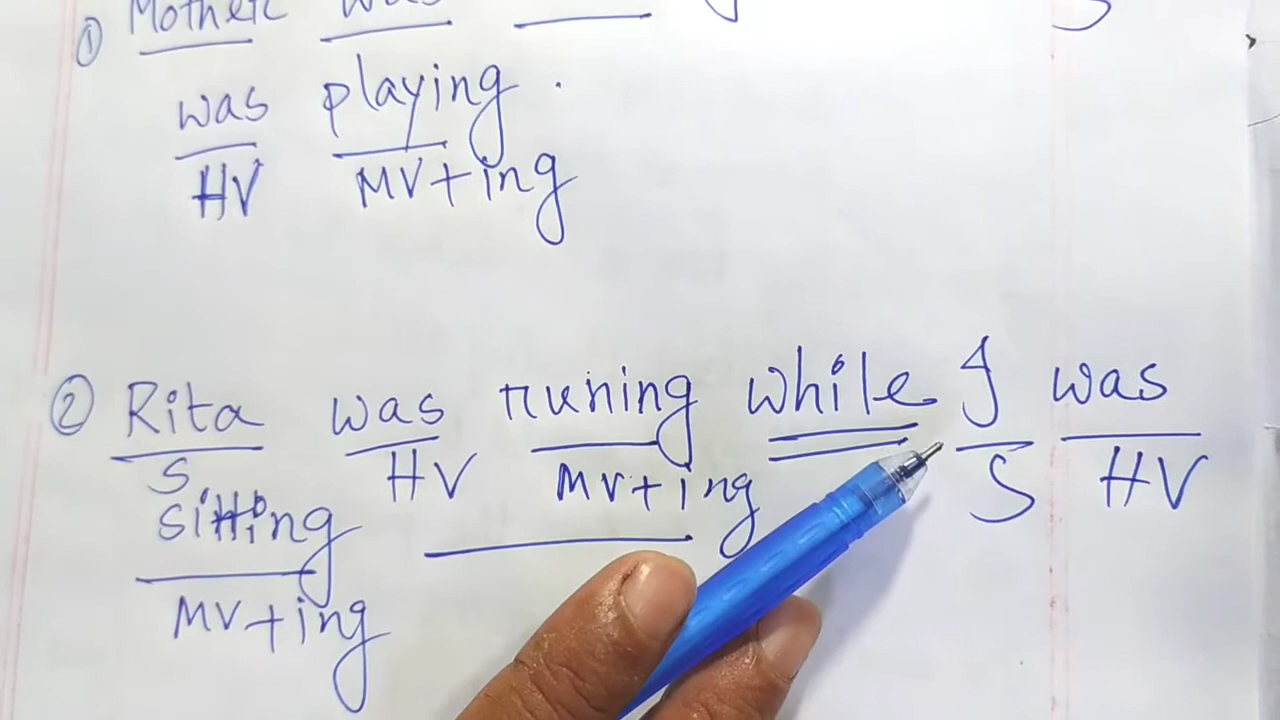 ① Mother was
was playing.
HV MV+ing
② Rita was runing while I was
S HV MV+ing S HV
sitting
MV+ing